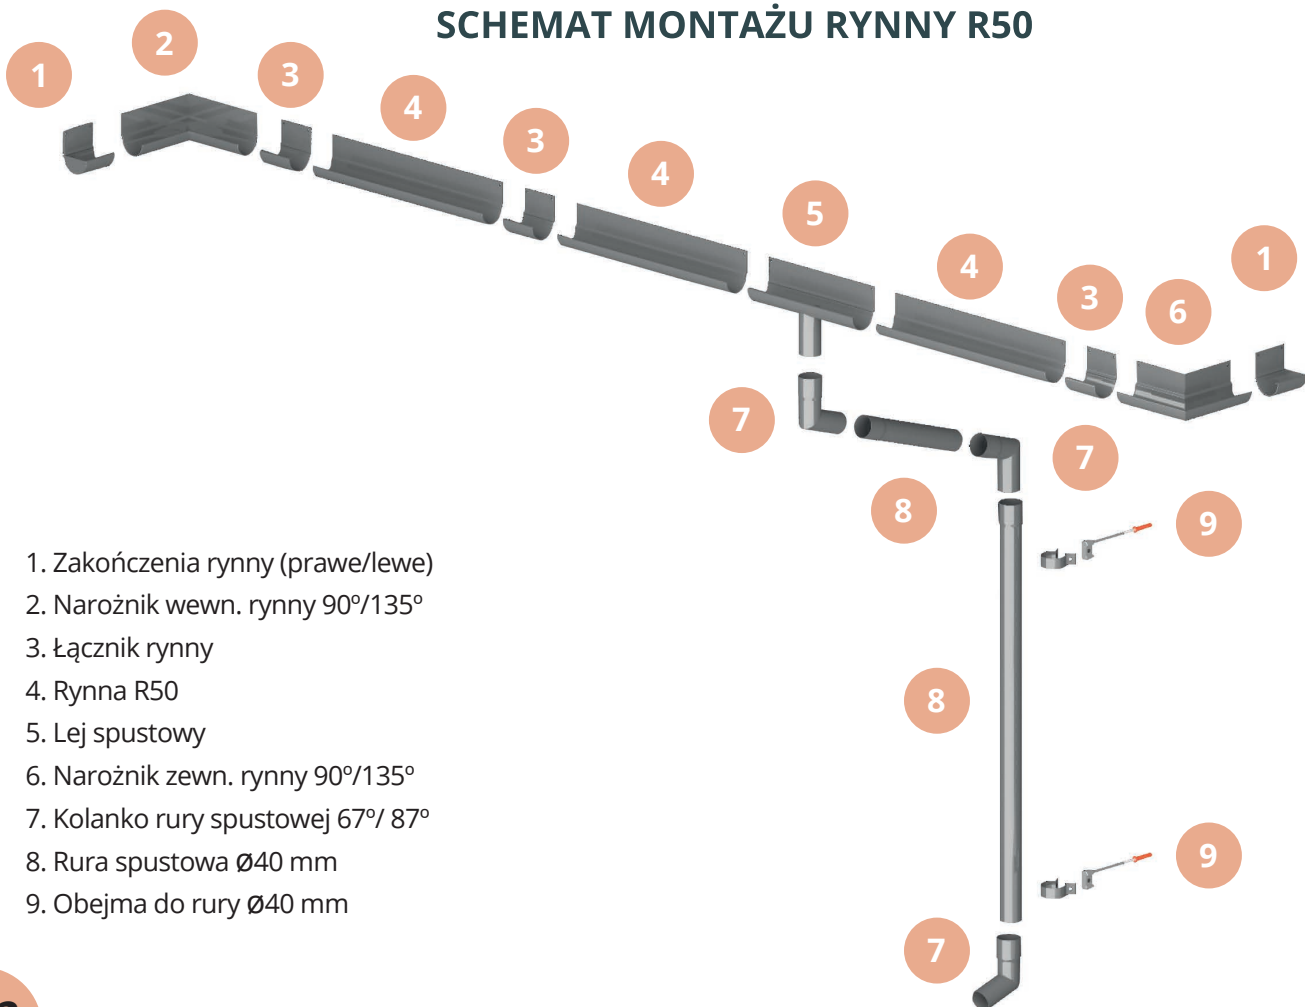 SCHEMAT MONTAŻU RYNNY R50
1
2
3
4
3
4
5
4
3
6
1
7
7
8
9
8
9
7
1. Zakończenia rynny (prawe/lewe)
2. Narożnik wewn. rynny 90º/135º
3. Łącznik rynny
4. Rynna R50
5. Lej spustowy
6. Narożnik zewn. rynny 90º/135º
7. Kolanko rury spustowej 67º/ 87º
8. Rura spustowa Ø40 mm
9. Obejma do rury Ø40 mm